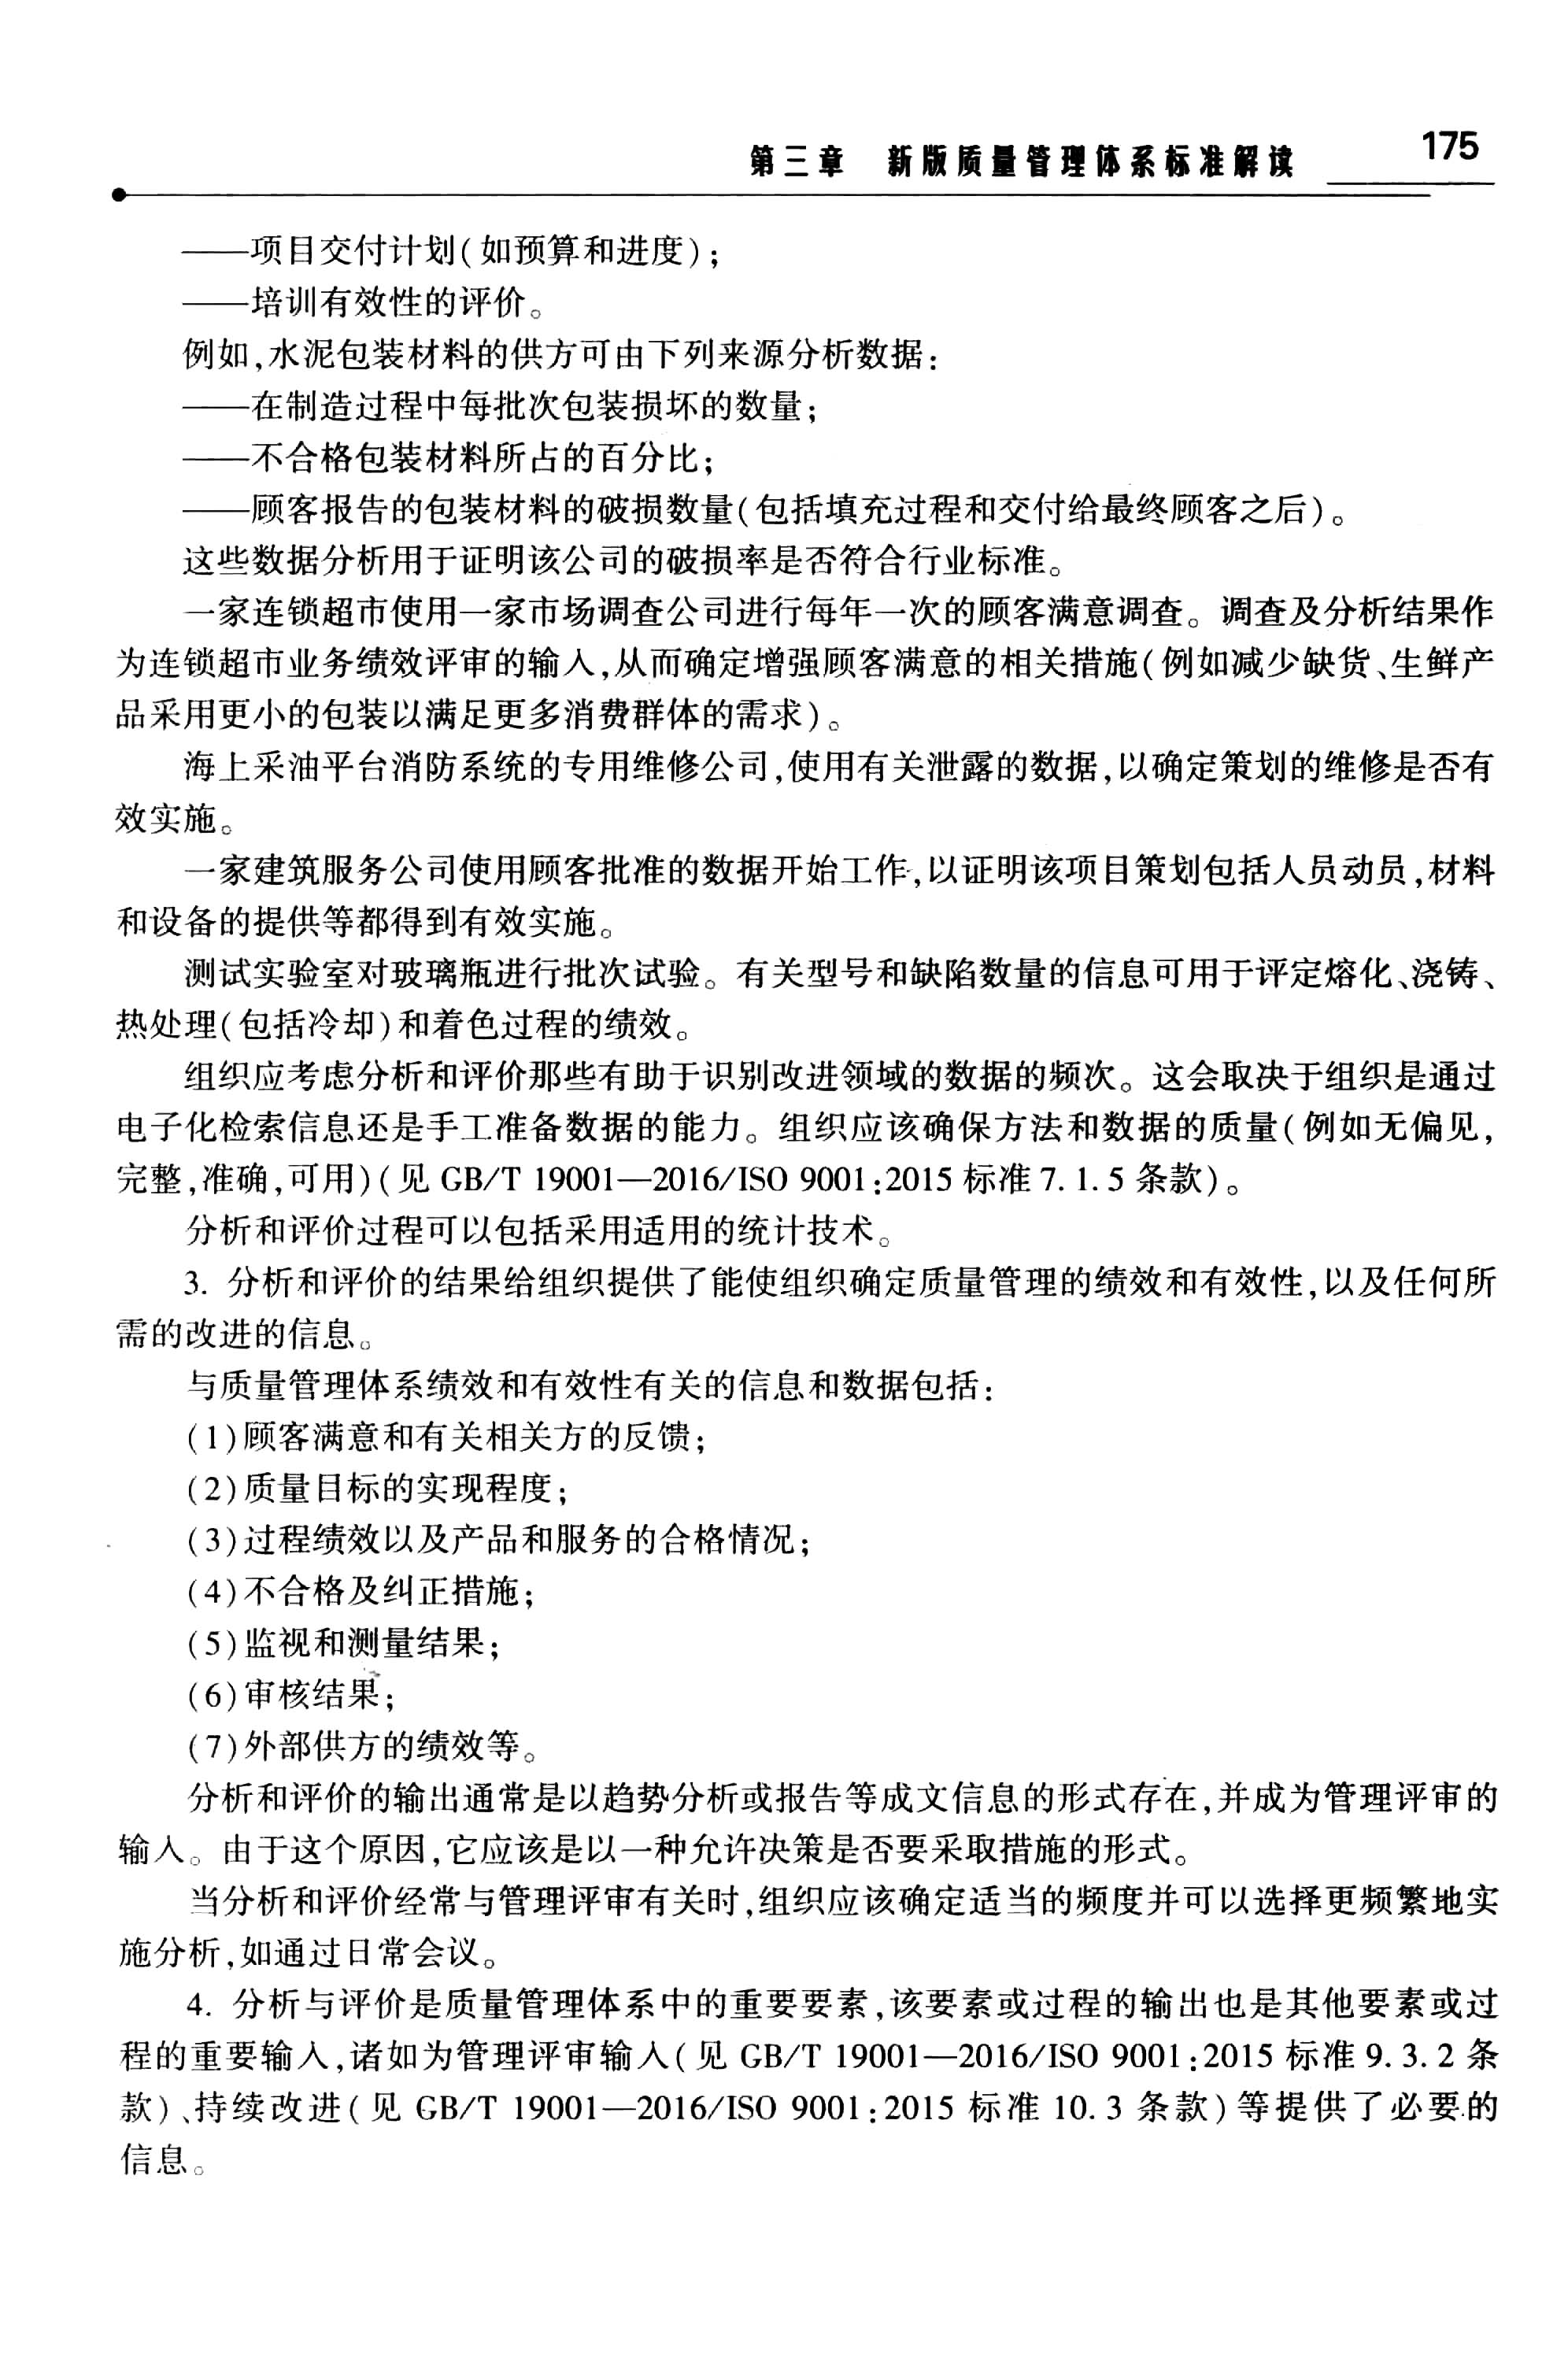 第三章 新版质量管理体系标准解读 175
——项目交付计划(如预算和进度);
——培训有效性的评价。
例如,水泥包装材料的供方可由下列来源分析数据:
——在制造过程中每批次包装损坏的数量;
——不合格包装材料所占的百分比;
——顾客报告的包装材料的破损数量(包括填充过程和交付给最终顾客之后)。
这些数据分析用于证明该公司的破损率是否符合行业标准。
一家连锁超市使用一家市场调查公司进行每年一次的顾客满意调查。调查及分析结果作
为连锁超市业务绩效评审的输入,从而确定增强顾客满意的相关措施(例如减少缺货、生鲜产
品采用更小的包装以满足更多消费群体的需求)。
海上采油平台消防系统的专用维修公司,使用有关泄露的数据,以确定策划的维修是否有
效实施。
一家建筑服务公司使用顾客批准的数据开始工作,以证明该项目策划包括人员动员,材料
和设备的提供等都得到有效实施。
测试实验室对玻璃瓶进行批次试验。有关型号和缺陷数量的信息可用于评定熔化、浇铸、
热处理(包括冷却)和着色过程的绩效。
组织应考虑分析和评价那些有助于识别改进领域的数据的频次。这会取决于组织是通过
电子化检索信息还是手工准备数据的能力。组织应该确保方法和数据的质量(例如无偏见,
完整,准确,可用)(见 GB/T 19001—2016/ISO 9001:2015 标准 7.1.5 条款)。
分析和评价过程可以包括采用适用的统计技术。
3. 分析和评价的结果给组织提供了能使组织确定质量管理的绩效和有效性,以及任何所
需的改进的信息。
与质量管理体系绩效和有效性有关的信息和数据包括:
(1)顾客满意和有关相关方的反馈;
(2)质量目标的实现程度;
(3)过程绩效以及产品和服务的合格情况;
(4)不合格及纠正措施;
(5)监视和测量结果;
(6)审核结果;
(7)外部供方的绩效等。
分析和评价的输出通常是以趋势分析或报告等成文信息的形式存在,并成为管理评审的
输入。由于这个原因,它应该是以一种允许决策是否要采取措施的形式。
当分析和评价经常与管理评审有关时,组织应该确定适当的频度并可以选择更频繁地实
施分析,如通过日常会议。
4. 分析与评价是质量管理体系中的重要要素,该要素或过程的输出也是其他要素或过
程的重要输入,诸如为管理评审输入(见 GB/T 19001—2016/ISO 9001:2015 标准 9.3.2 条
款)、持续改进(见 GB/T 19001—2016/ISO 9001:2015 标准 10.3 条款)等提供了必要的
信息。